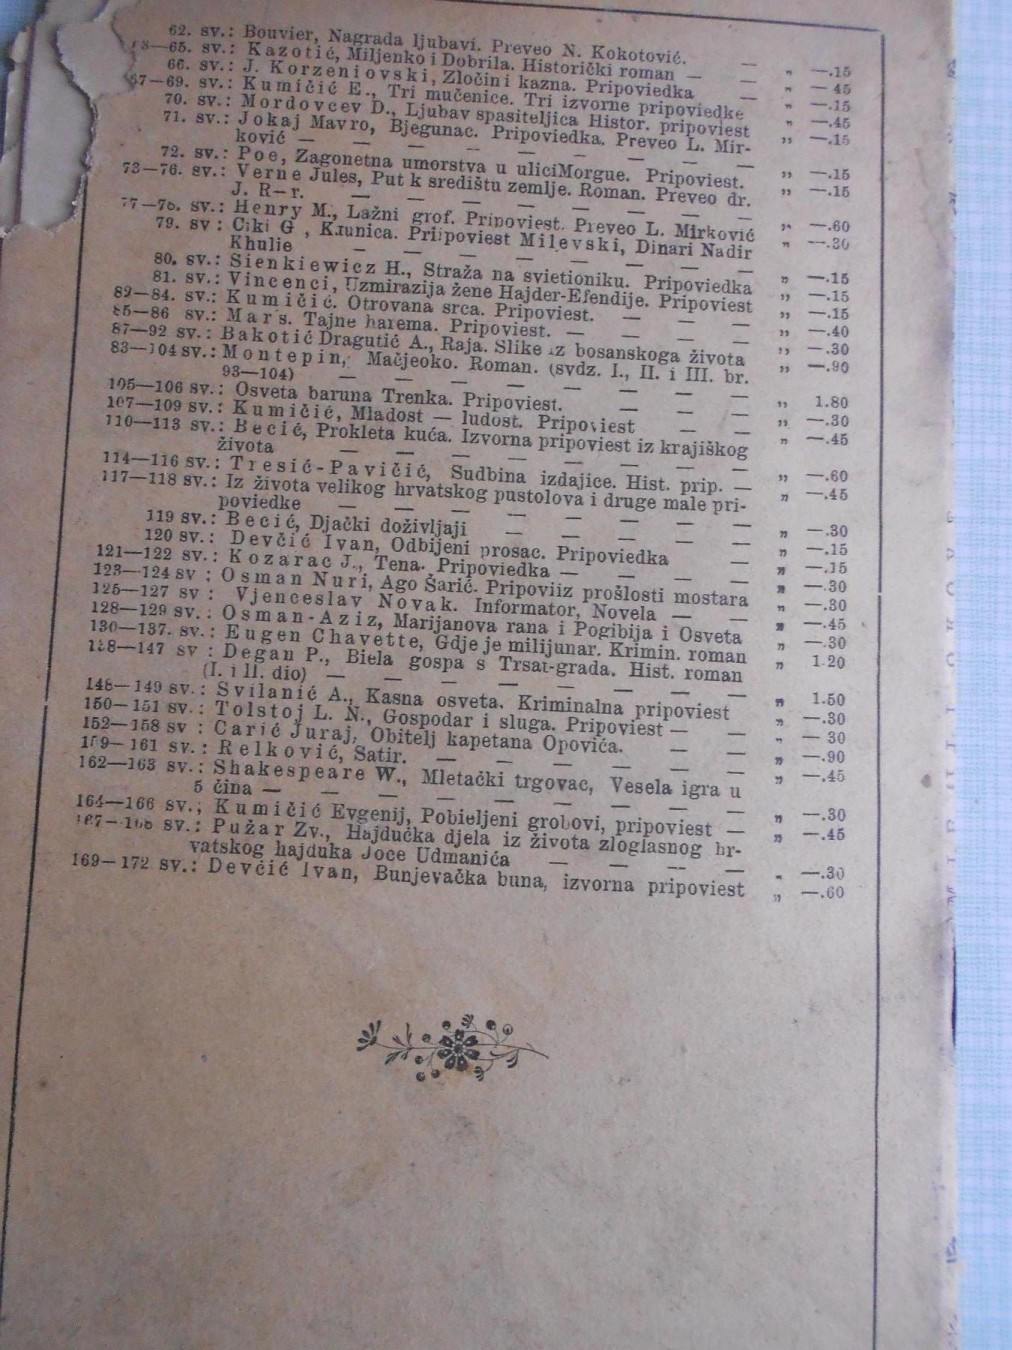 62. sv.: Bouvier, Nagrada ljubavi. Preveo N. Kokotović. — „ —.15
—65. sv.: Kazotić, Miljenko i Dobrila. Historički roman — „ — 45
66. sv.: J. Korzeniovski, Zločin i kazna. Pripoviedka — „ —.15
67—69. sv.: Kumičić E., Tri mučenice. Tri izvorne pripoviedke „ —.45
70. sv.: Mordovcev D., Ljubav spasiteljica Histor. pripoviest „ —.15
71. sv.: Jokaj Mavro, Bjegunac. Pripoviedka. Preveo L. Mir-
ković — — — — — — — „ —.15
72. sv.: Poe, Zagonetna umorstva u uliciMorgue. Pripoviest. „ —.15
73—76. sv.: Verne Jules, Put k središtu zemlje. Roman. Preveo dr.
J. R—r. — — — — — — — „ —.60
77—78. sv.: Henry M., Lažni grof. Pripoviest. Preveo L. Mirković „ —.30
79. sv : Ciki G , Kaunica. Pripoviest Milevski, Dinari Nadir
Khulie — — — — — — — „ —.15
80. sv.: Sienkiewicz H., Straža na svietioniku. Pripoviedka „ —.15
81. sv.: Vincenci, Uzmirazija žene Hajder-Efendije. Pripoviest „ —.15
82—84. sv.: Kumičić. Otrovana srca. Pripoviest. — — — „ —.40
85—86 sv.: Mars. Tajne harema. Pripoviest. — — — — „ —.30
87—92 sv.: Bakotić Dragutić A., Raja. Slike iz bosanskoga života „ —.90
83—104 sv.: Montepin, Mačjeoko. Roman. (svdz. I., II. i III. br.
93—104) — — — — — — — „ 1.80
105—106 sv.: Osveta baruna Trenka. Pripoviest. — — — „ —.30
107—109 sv.: Kumičić, Mladost — ludost. Pripoviest — — „ —.45
110—113 sv.: Becić, Prokleta kuća. Izvorna pripoviest iz krajiškog
života — — — — — — — „ —.60
114—116 sv.: Tresić-Pavičić, Sudbina izdajice. Hist. prip. — „ —.45
117—118 sv.: Iz života velikog hrvatskog pustolova i druge male pri-
poviedke — — — — — — — „ —.30
119 sv.: Becić, Djački doživljaji — — — — „ —.15
120 sv.: Devčić Ivan, Odbijeni prosac. Pripoviedka — „ —.15
121—122 sv.: Kozarac J., Tena. Pripoviedka — — — — „ —.30
123—124 sv : Osman Nuri, Ago Šarić. Pripoviiz prošlosti mostara „ —.30
125—127 sv : Vjenceslav Novak. Informator, Novela — — „ —.45
128—129 sv.: Osman-Aziz, Marijanova rana i Pogibija i Osveta „ —.30
130—137. sv.: Eugen Chavette, Gdje je milijunar. Krimin. roman „ 1 20
138—147 sv : Degan P., Biela gospa s Trsat-grada. Hist. roman
(I. i II. dio) — — — — — — — „ 1.50
148—149 sv.: Svilanić A., Kasna osveta. Kriminalna pripoviest „ —.30
150—151 sv.: Tolstoj L. N., Gospodar i sluga. Pripoviest — — „ — 30
152—158 sv : Carić Juraj, Obitelj kapetana Opovića. — — „ —.90
159—161 sv.: Relković, Satir. — — — — — — „ —.45
162—163 sv.: Shakespeare W., Mletački trgovac, Vesela igra u
5 čina — — — — — — — — „ —.30
164—166 sv.; Kumičić Evgenij, Pobieljeni grobovi, pripoviest — „ —.45
167—168 sv.: Pužar Zv., Hajdučka djela iz života zloglasnog hr-
vatskog hajduka Joce Udmanića — — — — „ —.30
169—172 sv.: Devčić Ivan, Bunjevačka buna, izvorna pripoviest „ —.60